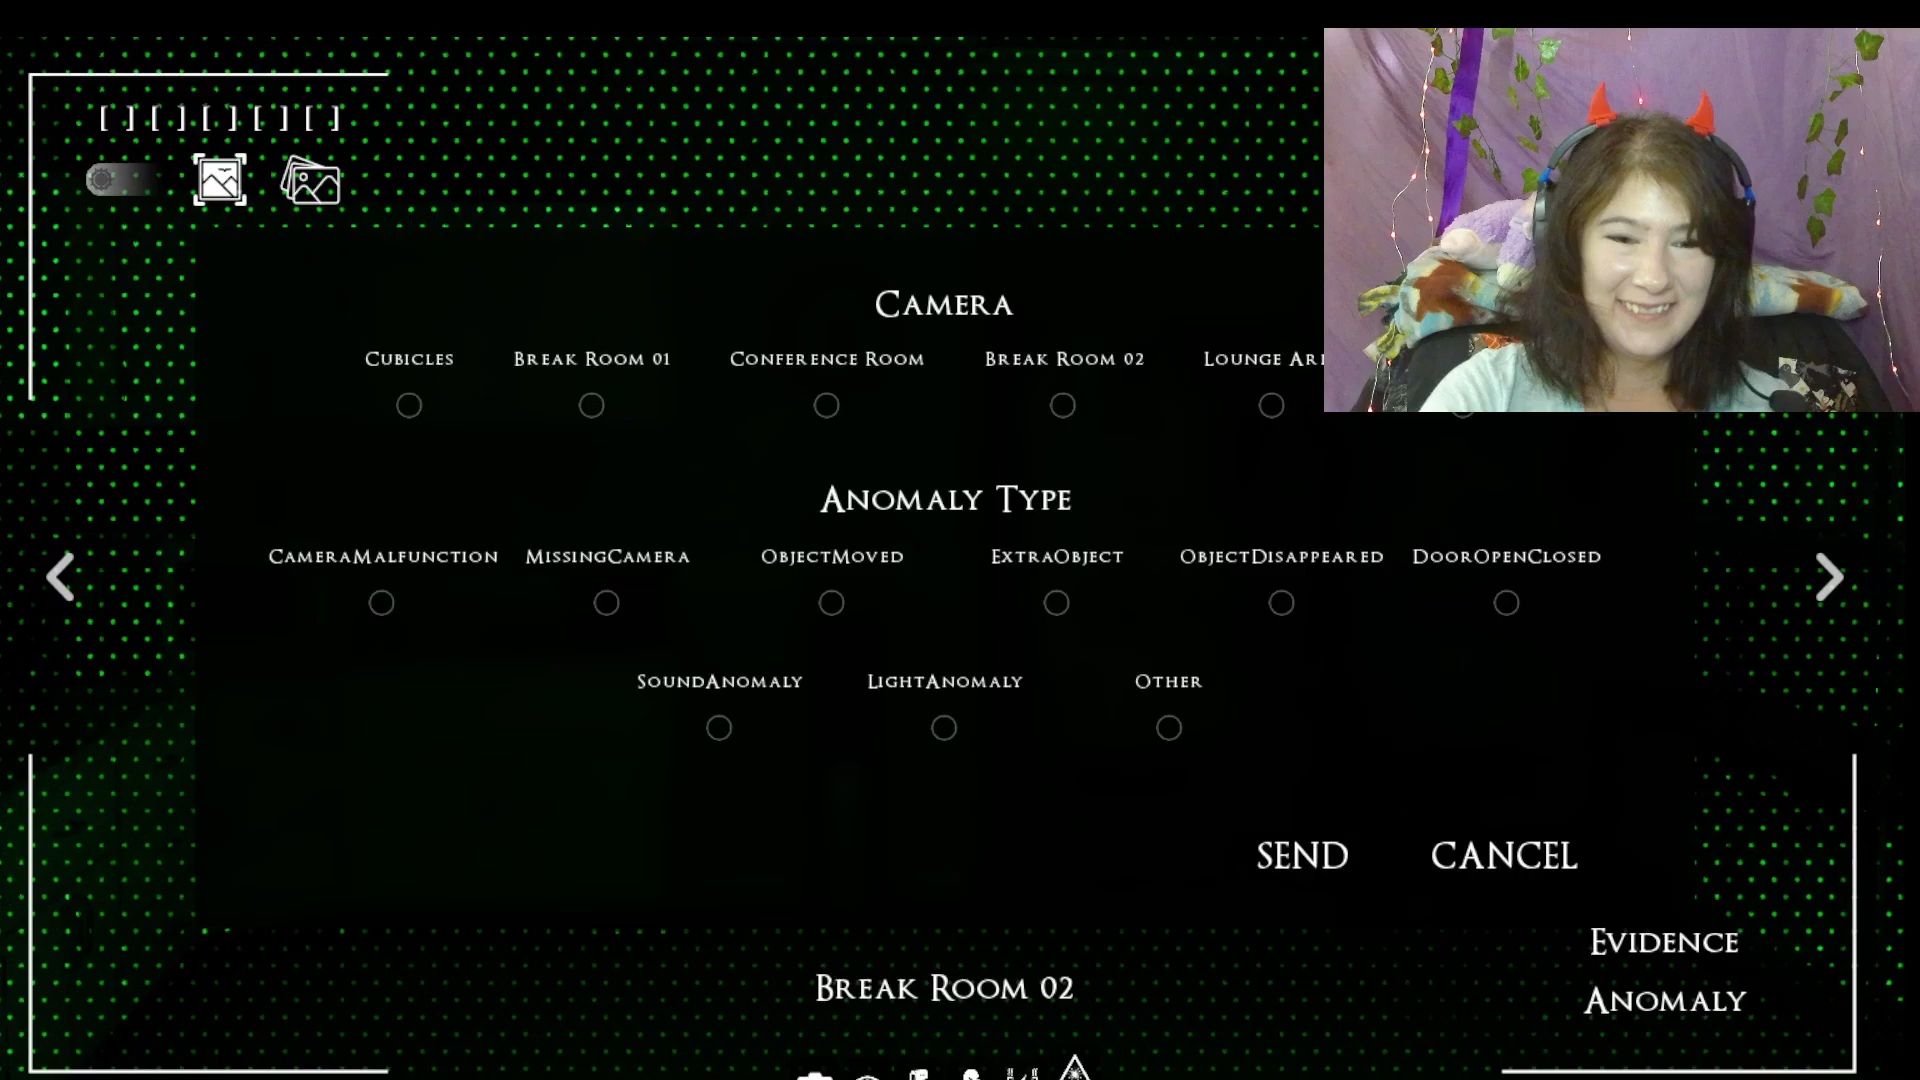 [ ] [ ] [ ] [ ] [ ]
Camera
Cubicles Break Room 01 Conference Room Break Room 02 Lounge
Anomaly Type
CameraMalfunction MissingCamera ObjectMoved ExtraObject ObjectDisappeared DoorOpenClosed
SoundAnomaly LightAnomaly Other
SEND CANCEL
Evidence
Break Room 02
Anomaly